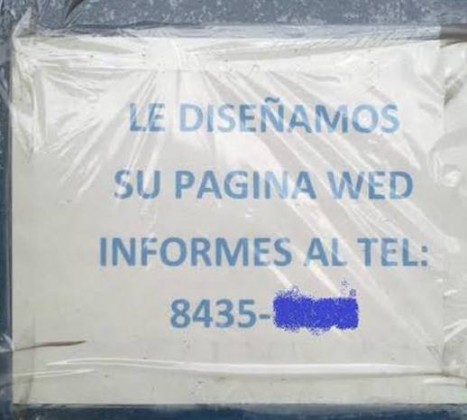 LE DISEÑAMOS
SU PAGINA WED
INFORMES AL TEL:
8435-